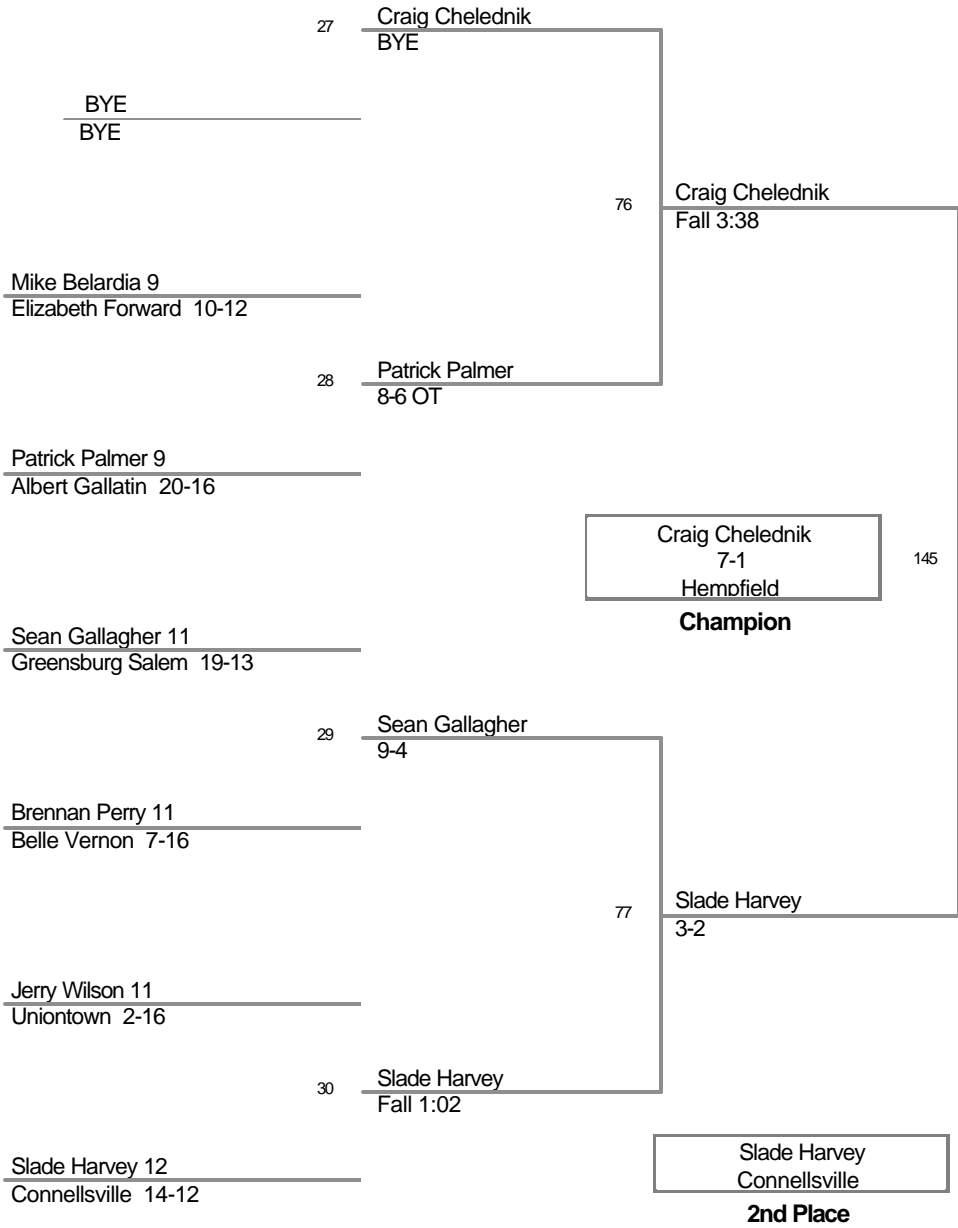 27
Craig Chelednik
BYE
BYE
BYE
76
Craig Chelednik
Fall 3:38
Mike Belardia 9
Elizabeth Forward 10-12
28
Patrick Palmer
8-6 OT
Patrick Palmer 9
Albert Gallatin 20-16
Craig Chelednik
7-1
Hempfield
145
Champion
Sean Gallagher 11
Greensburg Salem 19-13
29
Sean Gallagher
9-4
Brennan Perry 11
Belle Vernon 7-16
77
Slade Harvey
3-2
Jerry Wilson 11
Uniontown 2-16
30
Slade Harvey
Fall 1:02
Slade Harvey 12
Connellsville 14-12
Slade Harvey
Connellsville
2nd Place